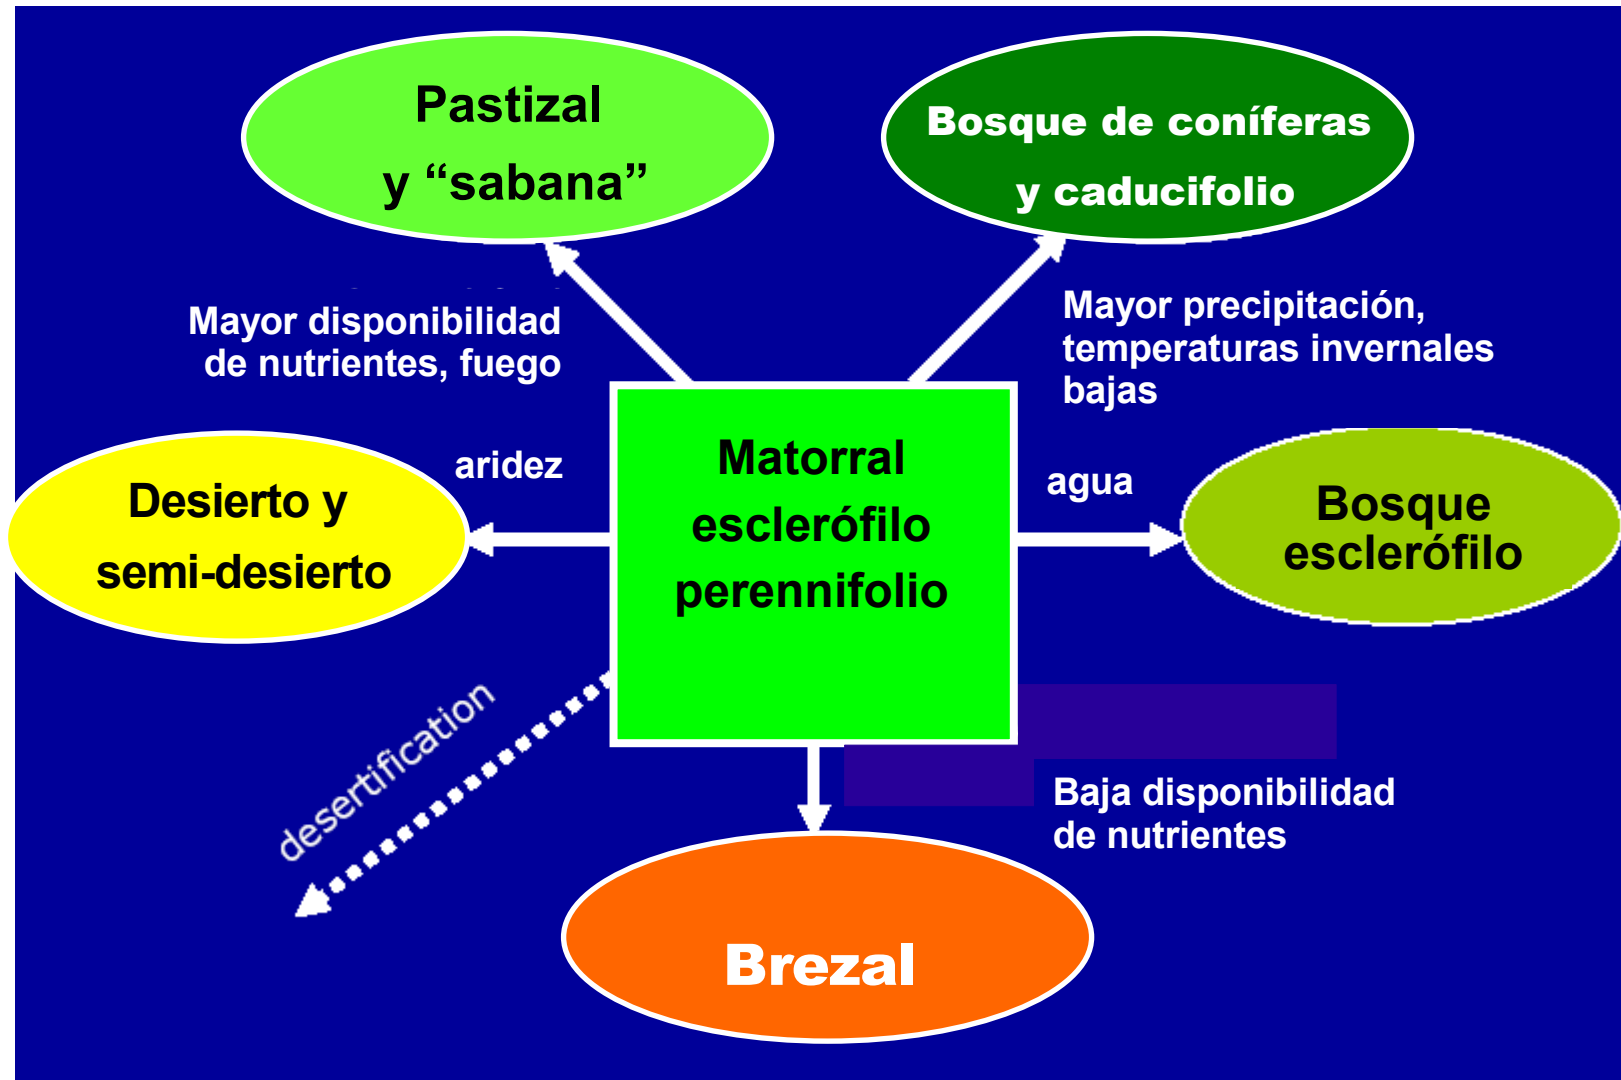 Pastizal
y “sabana”
Bosque de coníferas
y caducifolio
Mayor disponibilidad
de nutrientes, fuego
Mayor precipitación,
temperaturas invernales
bajas
Desierto y
semi-desierto
aridez
Matorral
esclerófilo
perennifolio
agua
Bosque
esclerófilo
desertification
Baja disponibilidad
de nutrientes
Brezal